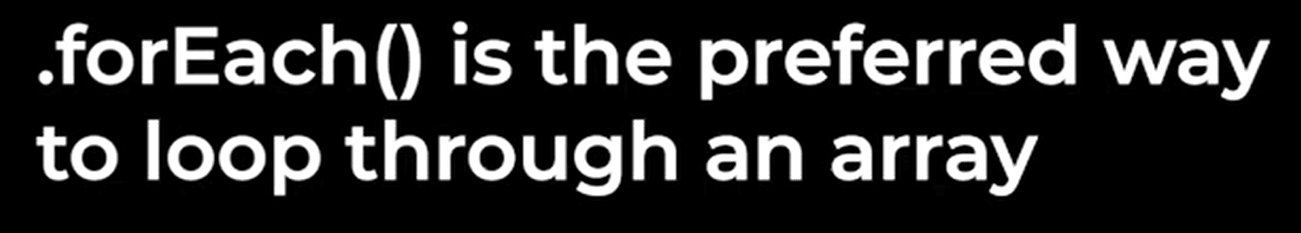 .forEach() is the preferred way
to loop through an array